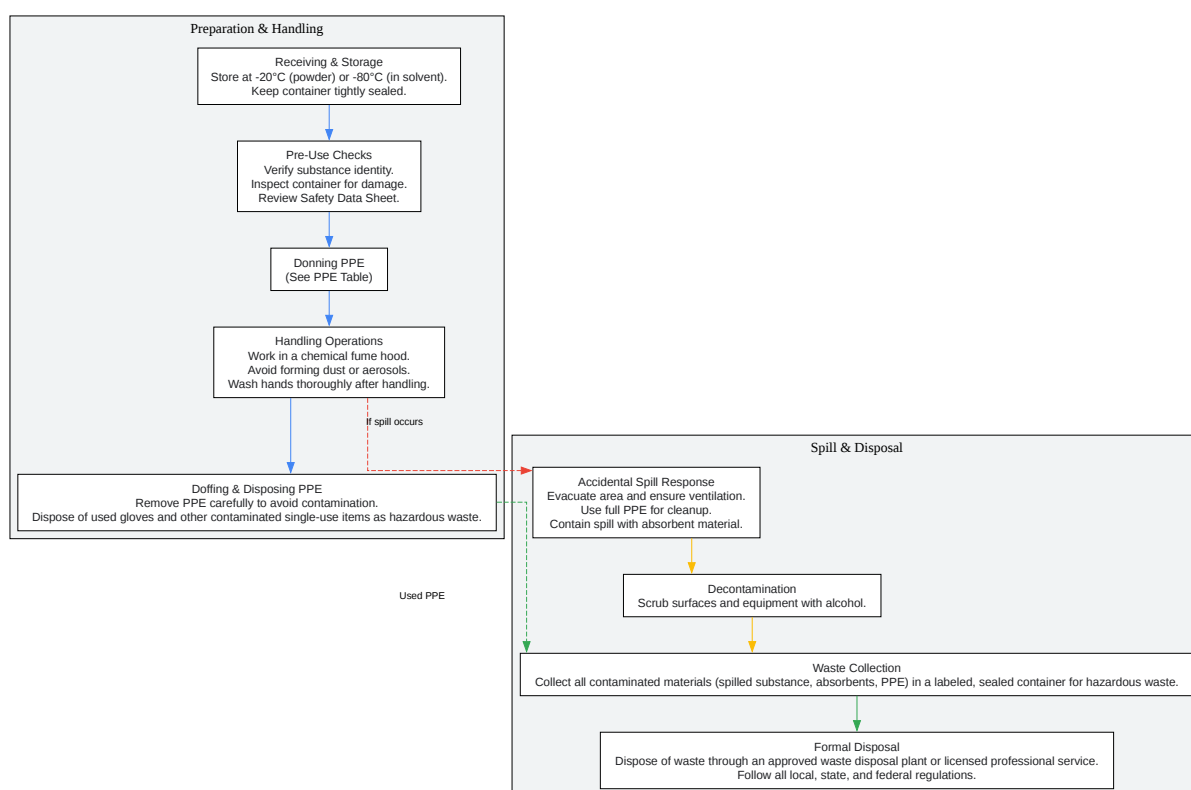 Preparation & Handling
Receiving & Storage
Store at -20°C (powder) or -80°C (in solvent).
Keep container tightly sealed.
Pre-Use Checks
Verify substance identity.
Inspect container for damage.
Review Safety Data Sheet.
Donning PPE
(See PPE Table)
Handling Operations
Work in a chemical fume hood.
Avoid forming dust or aerosols.
Wash hands thoroughly after handling.
If spill occurs
Doffing & Disposing PPE
Remove PPE carefully to avoid contamination.
Dispose of used gloves and other contaminated single-use items as hazardous waste.
Used PPE
Spill & Disposal
Accidental Spill Response
Evacuate area and ensure ventilation.
Use full PPE for cleanup.
Contain spill with absorbent material.
Decontamination
Scrub surfaces and equipment with alcohol.
Waste Collection
Collect all contaminated materials (spilled substance, absorbents, PPE) in a labeled, sealed container for hazardous waste.
Formal Disposal
Dispose of waste through an approved waste disposal plant or licensed professional service.
Follow all local, state, and federal regulations.